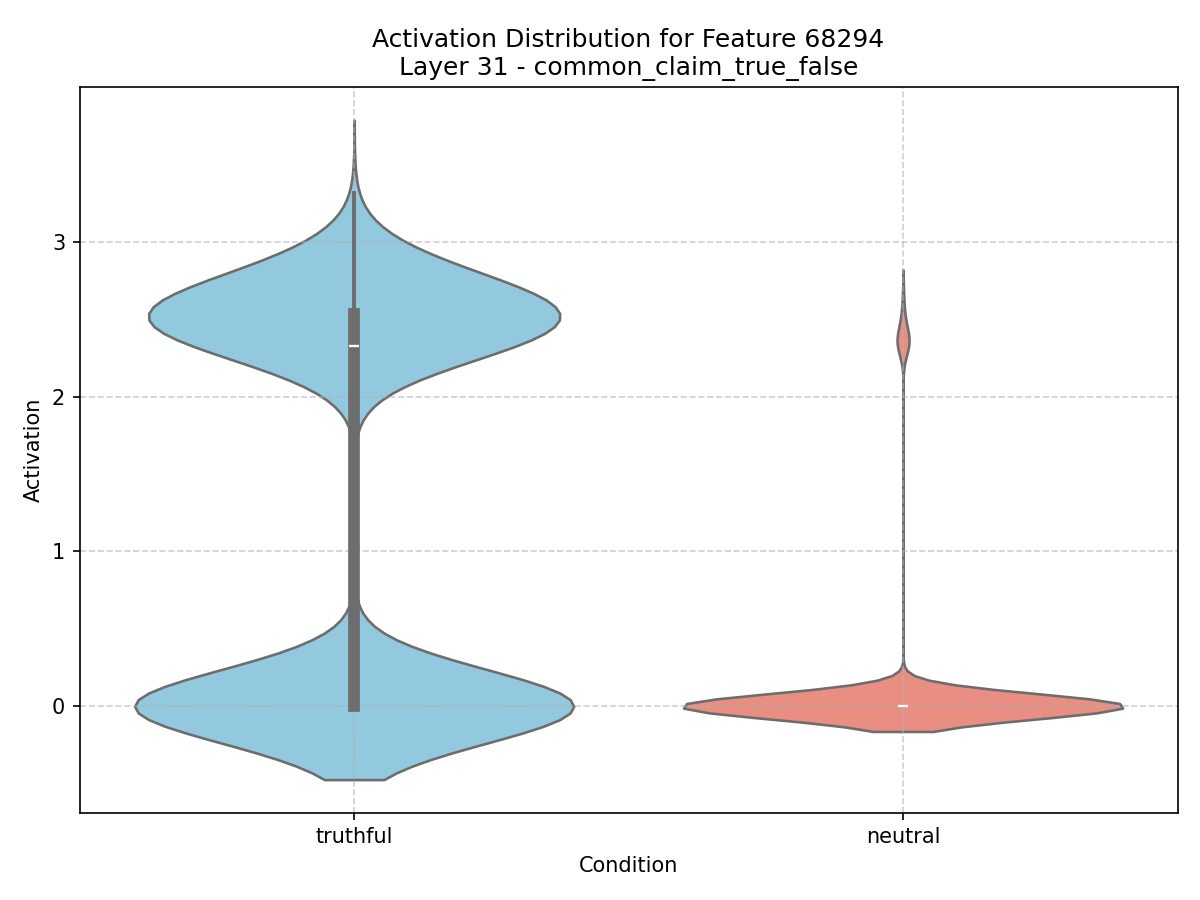 Activation Distribution for Feature 68294
Layer 31 - common_claim_true_false
Activation
3
2
1
0
truthful
neutral
Condition